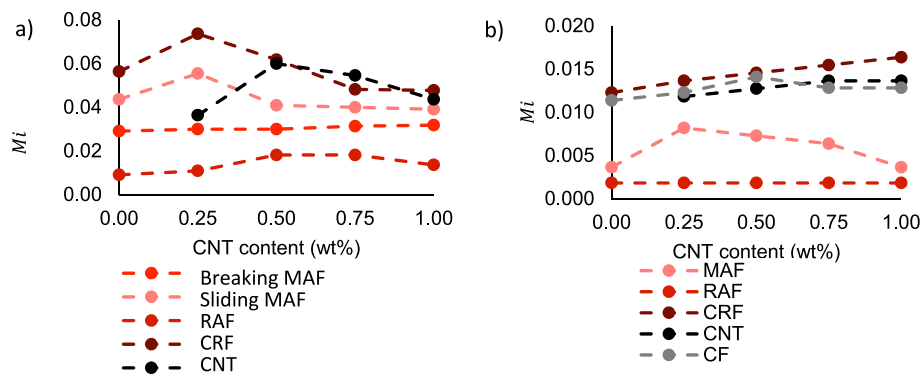 a)
0.08
0.06
0.04
0.02
0.00
Mi
0.00 0.25 0.50 0.75 1.00
CNT content (wt%)
Breaking MAF
Sliding MAF
RAF
CRF
CNT
b)
0.020
0.015
0.010
0.005
0.000
Mi
0.00 0.25 0.50 0.75 1.00
CNT content (wt%)
MAF
RAF
CRF
CNT
CF